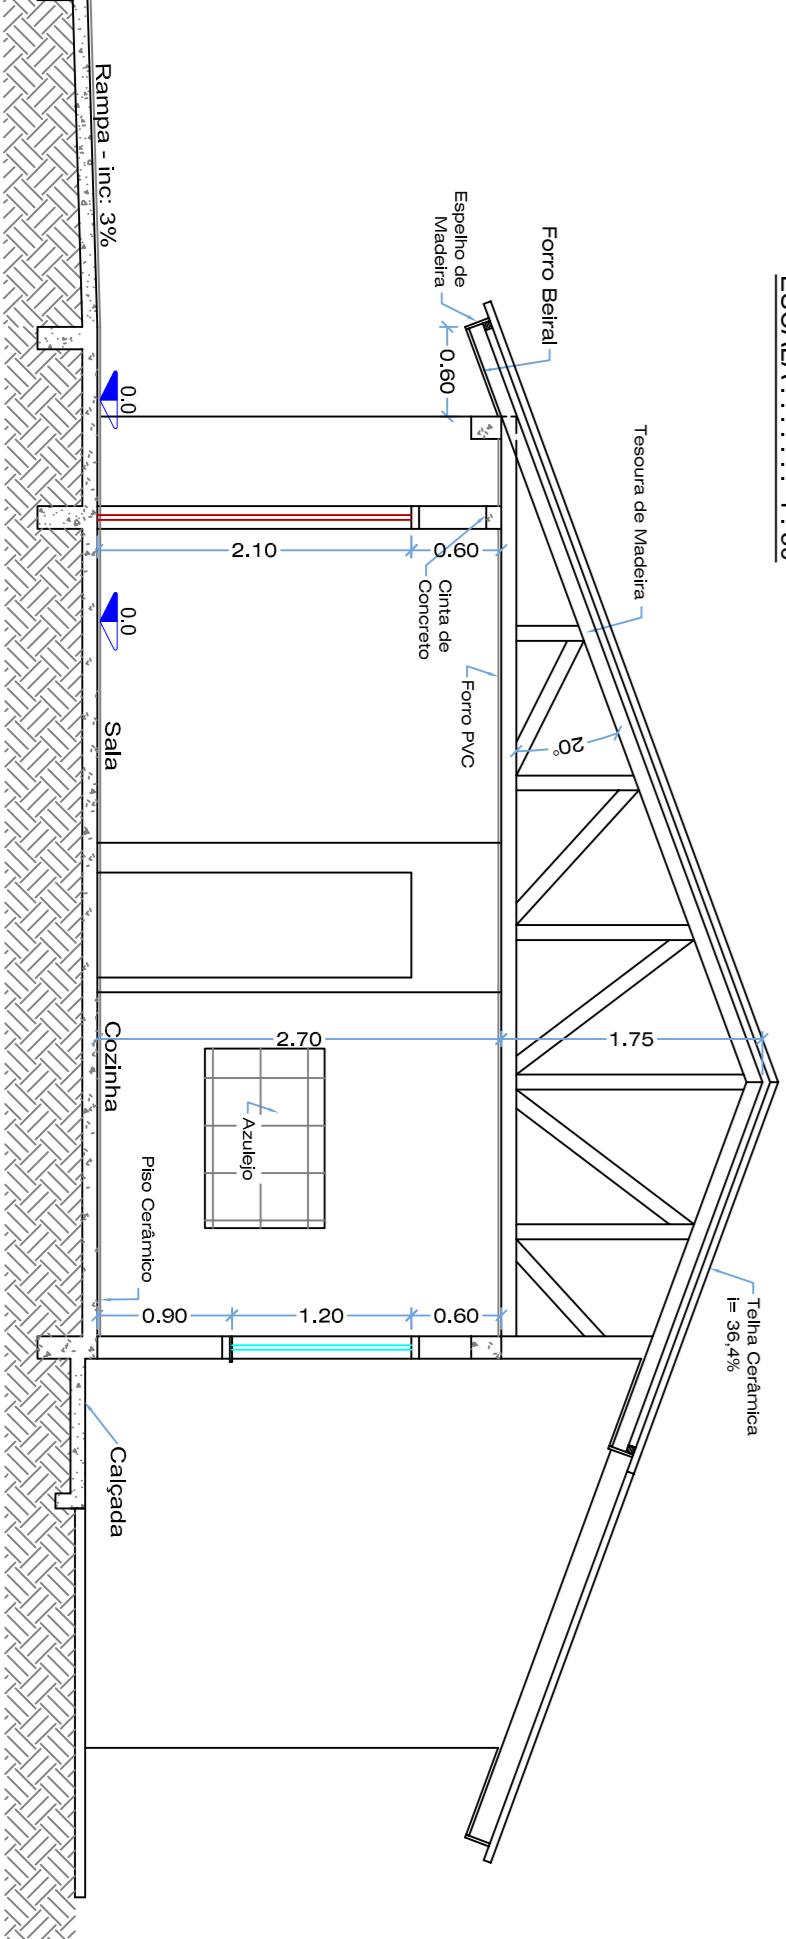 Rampa - inc: 3%
Espelho de
Madeira
Forro Beiral
0.60
0.0
Tesoura de Madeira
2.10
0.60
Cinta de
Concreto
0.0
Forro PVC
Sala
20°
2.70
1.75
Cozinha
Azulejo
Piso Cerâmico
0.90
1.20
0.60
Telha Cerâmica
i= 36,4%
Calçada